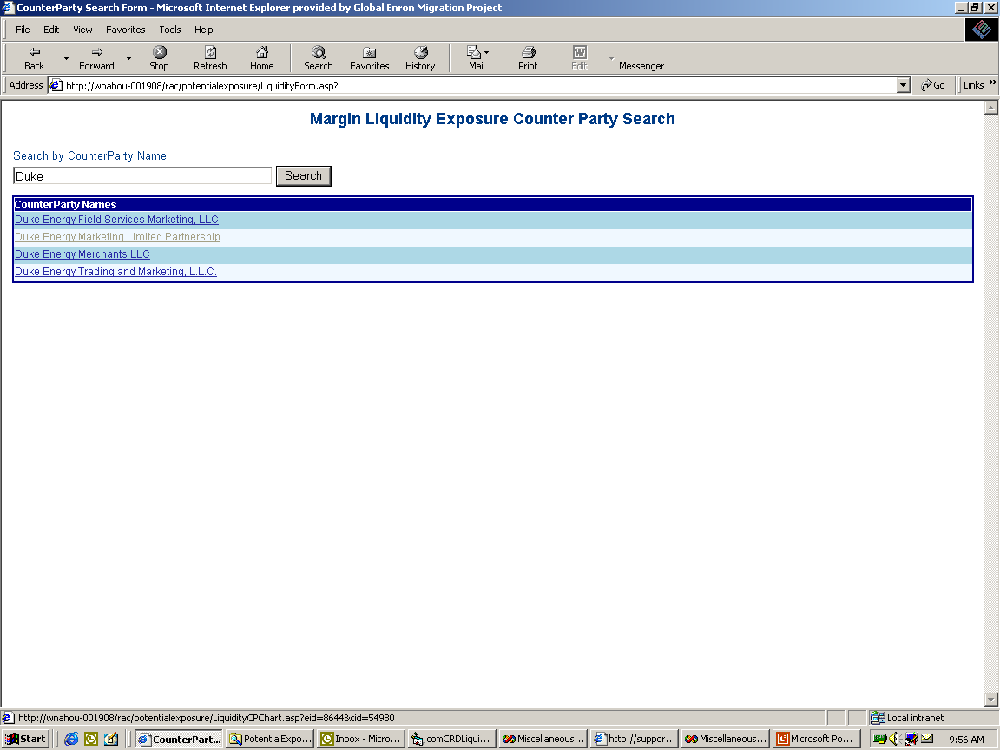 CounterParty Search Form - Microsoft Internet Explorer provided by Global Enron Migration Project
File Edit View Favorites Tools Help
Back Forward Stop Refresh Home Search Favorites History Mail Print Edit Messenger
Address http://wnahou-001908/rac/potentialexposure/LiquidityForm.asp? Go Links »
Margin Liquidity Exposure Counter Party Search
Search by CounterParty Name:
Duke Search
CounterParty Names
Duke Energy Field Services Marketing, LLC
Duke Energy Marketing Limited Partnership
Duke Energy Merchants LLC
Duke Energy Trading and Marketing, L.L.C.
http://wnahou-001908/rac/potentialexposure/LiquidityCPChart.asp?eid=8644&cid=54980 Local intranet
Start CounterPart... PotentialExpo... Inbox - Micro... comCRDLiqui... Miscellaneous... http://suppor... Miscellaneous... Microsoft Po... 9:56 AM